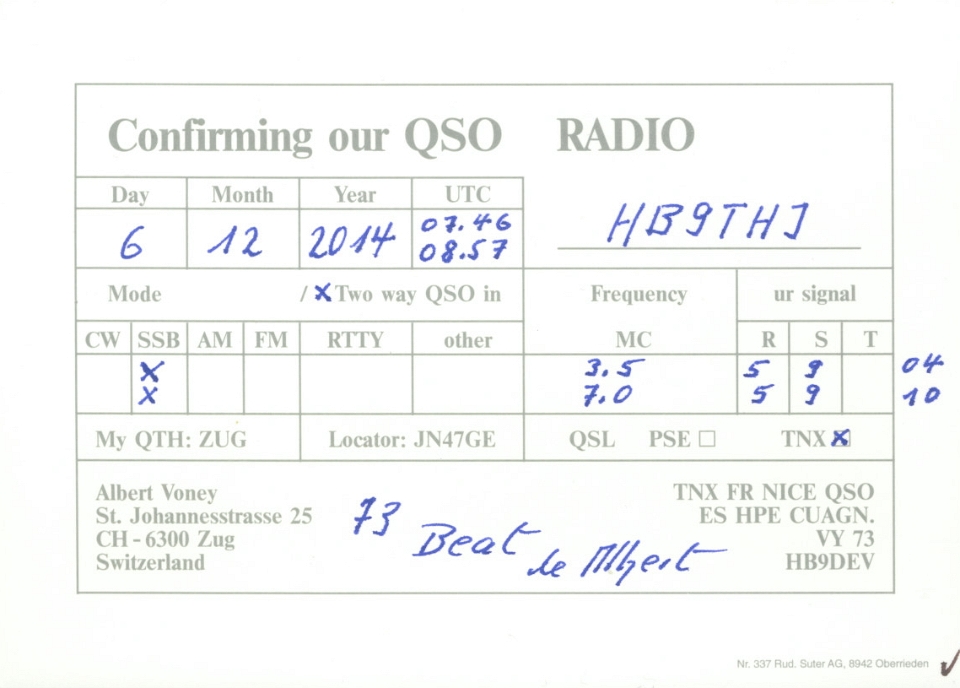 Confirming our QSO RADIO
Day Month Year UTC
HB9THJ
6 12 2014 07.46
08.57
Mode / X Two way QSO in Frequency ur signal
CW SSB AM FM RTTY other MC R S T
X 3.5 5 9 04
X 7.0 5 9 10
My QTH: ZUG Locator: JN47GE QSL PSE TNX X
Albert Voney
St. Johannesstrasse 25
CH - 6300 Zug
Switzerland
73 Beat
de Albert
TNX FR NICE QSO
ES HPE CUAGN.
VY 73
HB9DEV
Nr. 337 Rud. Suter AG, 8942 Oberrieden